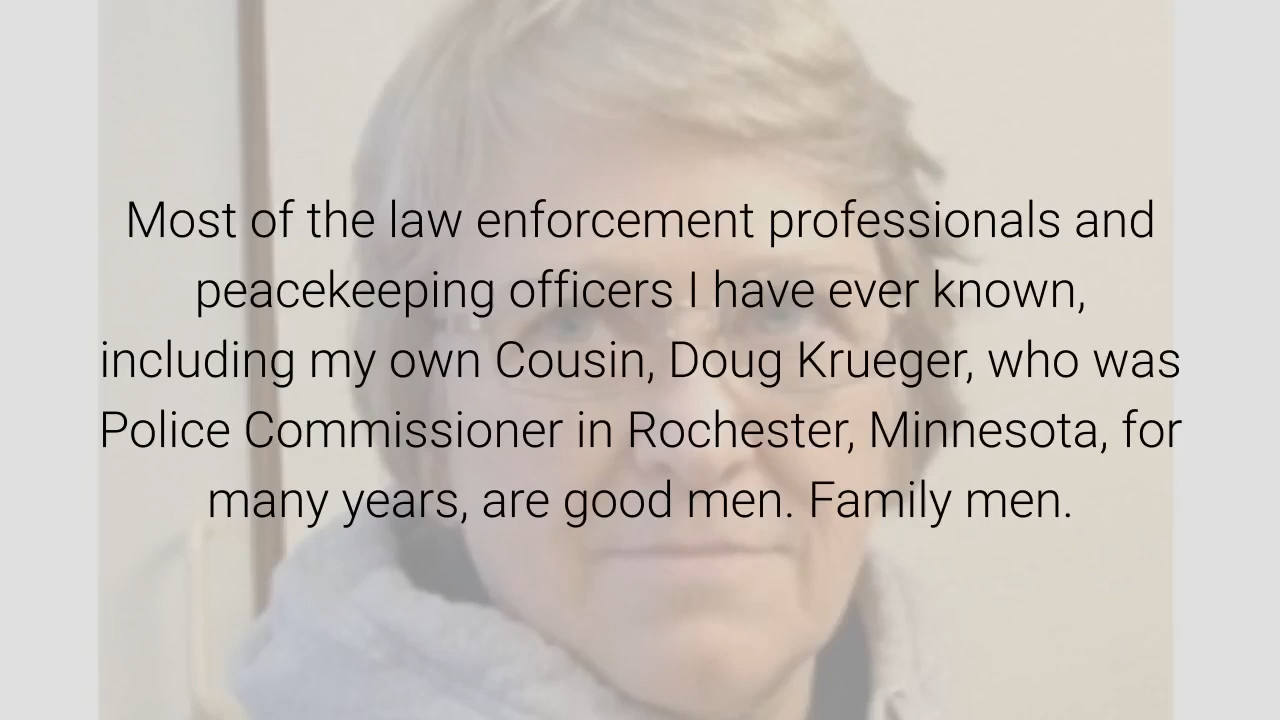 Most of the law enforcement professionals and
peacekeeping officers I have ever known,
including my own Cousin, Doug Krueger, who was
Police Commissioner in Rochester, Minnesota, for
many years, are good men. Family men.